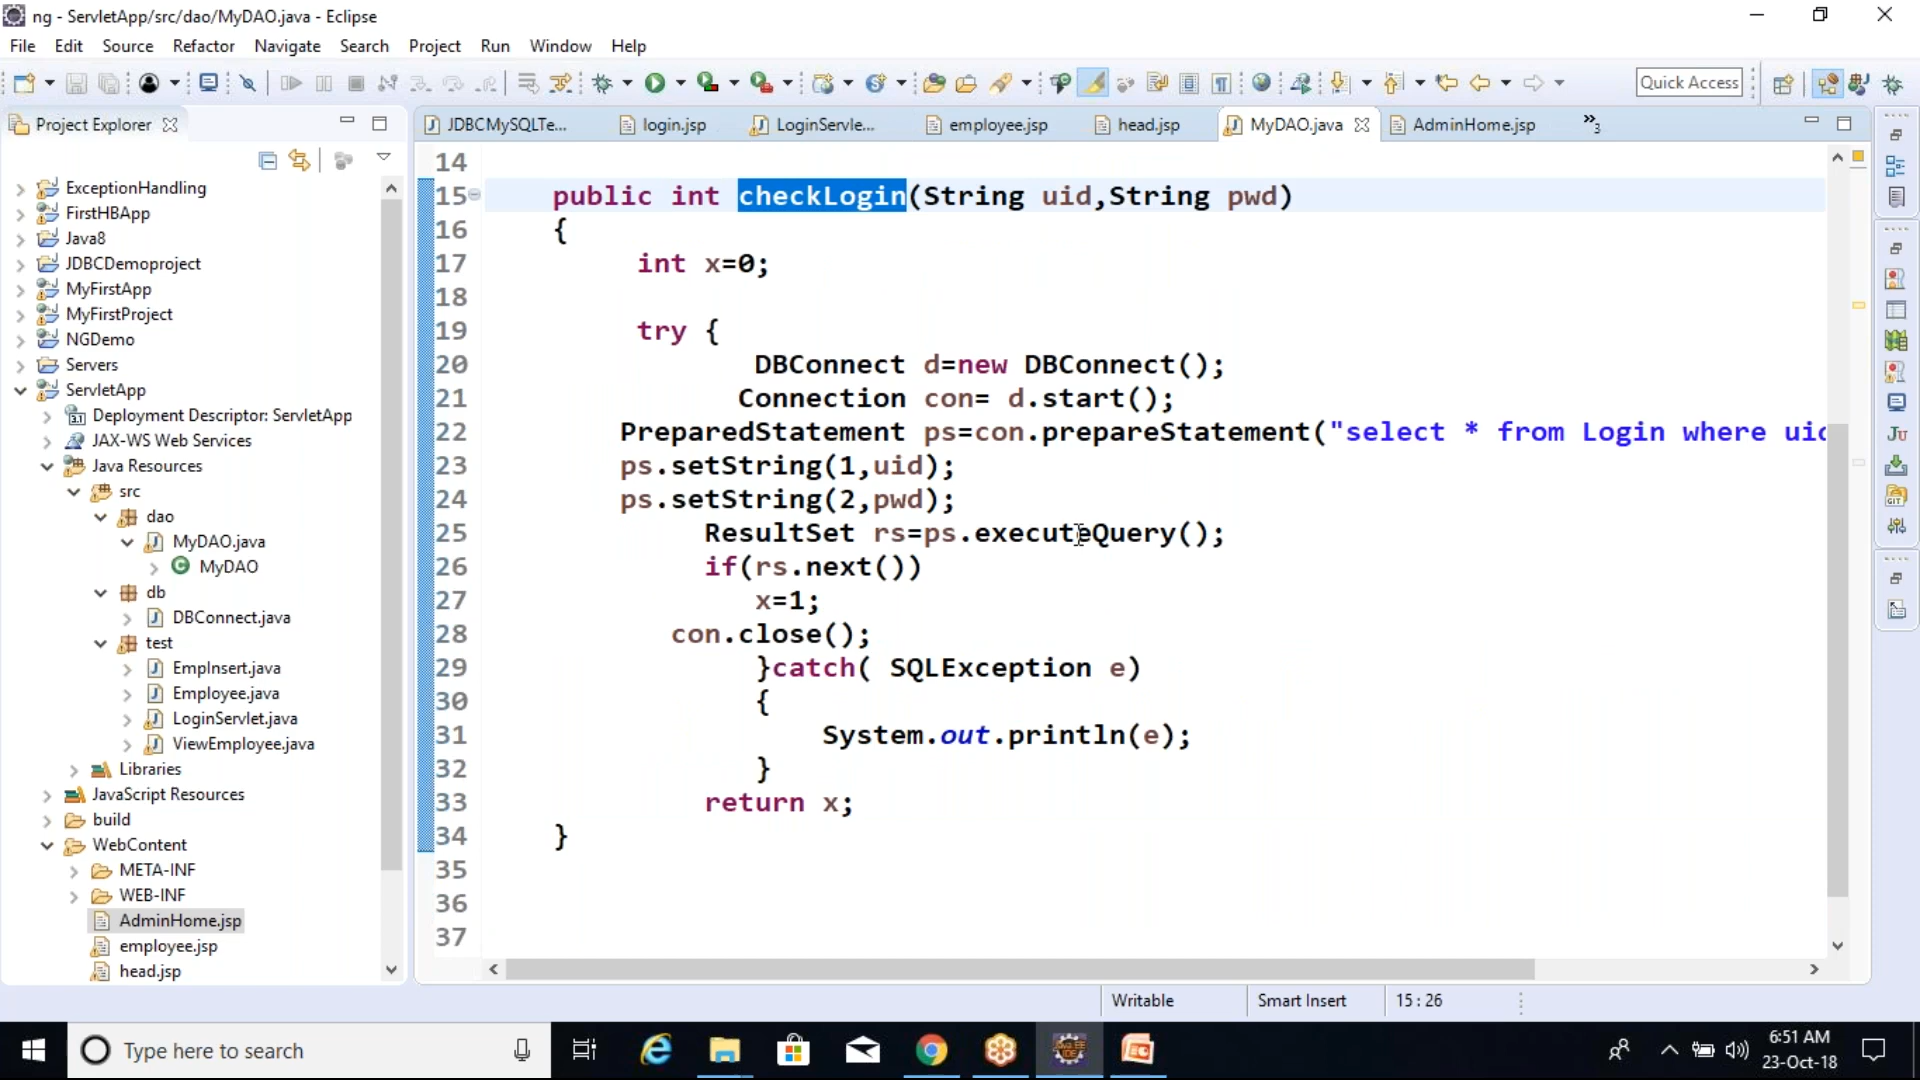 ng - ServletApp/src/dao/MyDAO.java - Eclipse
File Edit Source Refactor Navigate Search Project Run Window Help
Quick Access
Project Explorer
JDBCMySQLTe...
login.jsp
LoginServle...
employee.jsp
head.jsp
MyDAO.java
AdminHome.jsp
»3
ExceptionHandling
FirstHBApp
Java8
JDBCDemoproject
MyFirstApp
MyFirstProject
NGDemo
Servers
ServletApp
Deployment Descriptor: ServletApp
JAX-WS Web Services
Java Resources
src
dao
MyDAO.java
MyDAO
db
DBConnect.java
test
EmpInsert.java
Employee.java
LoginServlet.java
ViewEmployee.java
Libraries
JavaScript Resources
build
WebContent
META-INF
WEB-INF
AdminHome.jsp
employee.jsp
head.jsp
14
15 public int checkLogin(String uid,String pwd)
16 {
17 int x=0;
18
19 try {
20 DBConnect d=new DBConnect();
21 Connection con= d.start();
22 PreparedStatement ps=con.prepareStatement("select * from Login where uid
23 ps.setString(1,uid);
24 ps.setString(2,pwd);
25 ResultSet rs=ps.executeQuery();
26 if(rs.next())
27 x=1;
28 con.close();
29 }catch( SQLException e)
30 {
31 System.out.println(e);
32 }
33 return x;
34 }
35
36
37
Writable
Smart Insert
15 : 26
Type here to search
6:51 AM
23-Oct-18